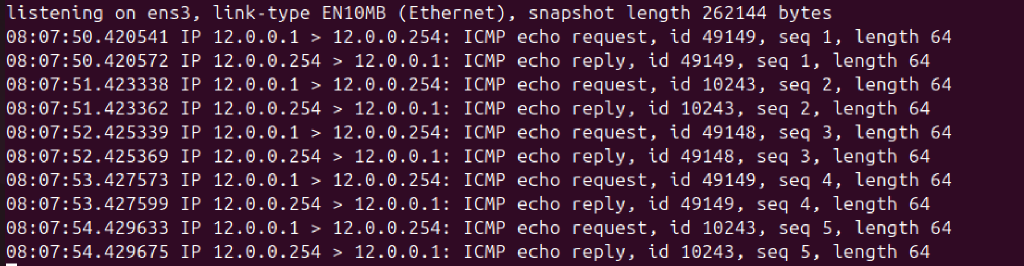 listening on ens3, link-type EN10MB (Ethernet), snapshot length 262144 bytes
08:07:50.420541 IP 12.0.0.1 > 12.0.0.254: ICMP echo request, id 49149, seq 1, length 64
08:07:50.420572 IP 12.0.0.254 > 12.0.0.1: ICMP echo reply, id 49149, seq 1, length 64
08:07:51.423338 IP 12.0.0.1 > 12.0.0.254: ICMP echo request, id 10243, seq 2, length 64
08:07:51.423362 IP 12.0.0.254 > 12.0.0.1: ICMP echo reply, id 10243, seq 2, length 64
08:07:52.425339 IP 12.0.0.1 > 12.0.0.254: ICMP echo request, id 49148, seq 3, length 64
08:07:52.425369 IP 12.0.0.254 > 12.0.0.1: ICMP echo reply, id 49148, seq 3, length 64
08:07:53.427573 IP 12.0.0.1 > 12.0.0.254: ICMP echo request, id 49149, seq 4, length 64
08:07:53.427599 IP 12.0.0.254 > 12.0.0.1: ICMP echo reply, id 49149, seq 4, length 64
08:07:54.429633 IP 12.0.0.1 > 12.0.0.254: ICMP echo request, id 10243, seq 5, length 64
08:07:54.429675 IP 12.0.0.254 > 12.0.0.1: ICMP echo reply, id 10243, seq 5, length 64